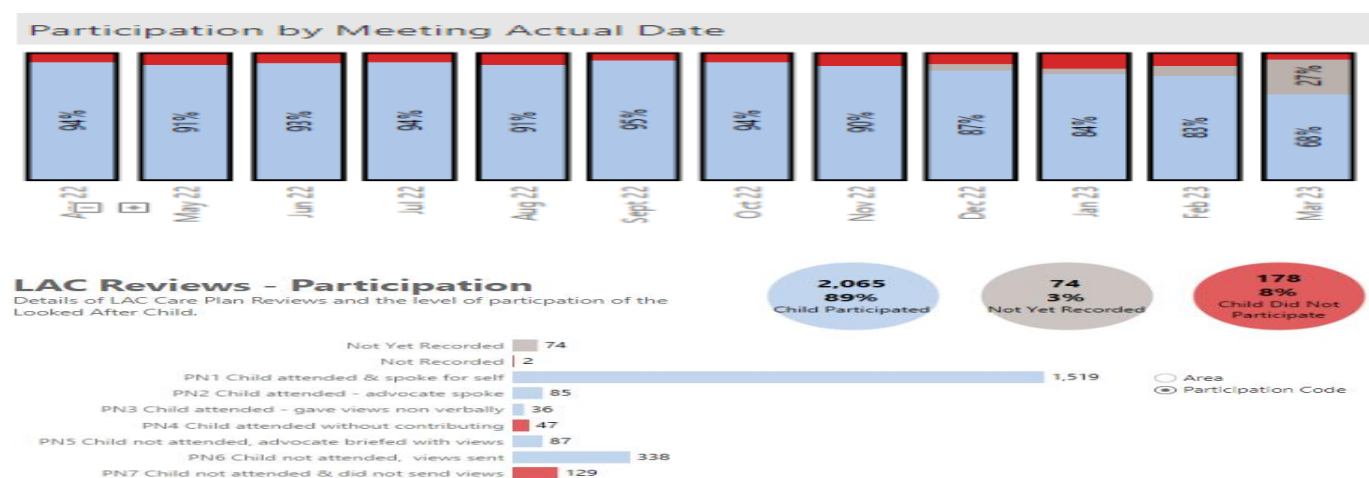 Participation by Meeting Actual Date
94% 91% 93% 94% 91% 95% 94% 90% 87% 84% 83% 27% 68%
Apr 22 May 22 Jun 22 Jul 22 Aug 22 Sept 22 Oct 22 Nov 22 Dec 22 Jan 23 Feb 23 Mar 23
LAC Reviews - Participation
Details of LAC Care Plan Reviews and the level of particpation of the
Looked After Child.
2,065
89%
Child Participated
74
3%
Not Yet Recorded
178
8%
Child Did Not
Participate
Not Yet Recorded 74
Not Recorded 2
PN1 Child attended & spoke for self 1,519
PN2 Child attended - advocate spoke 85
PN3 Child attended - gave views non verbally 36
PN4 Child attended without contributing 47
PN5 Child not attended, advocate briefed with views 87
PN6 Child not attended, views sent 338
PN7 Child not attended & did not send views 129
Area
Participation Code